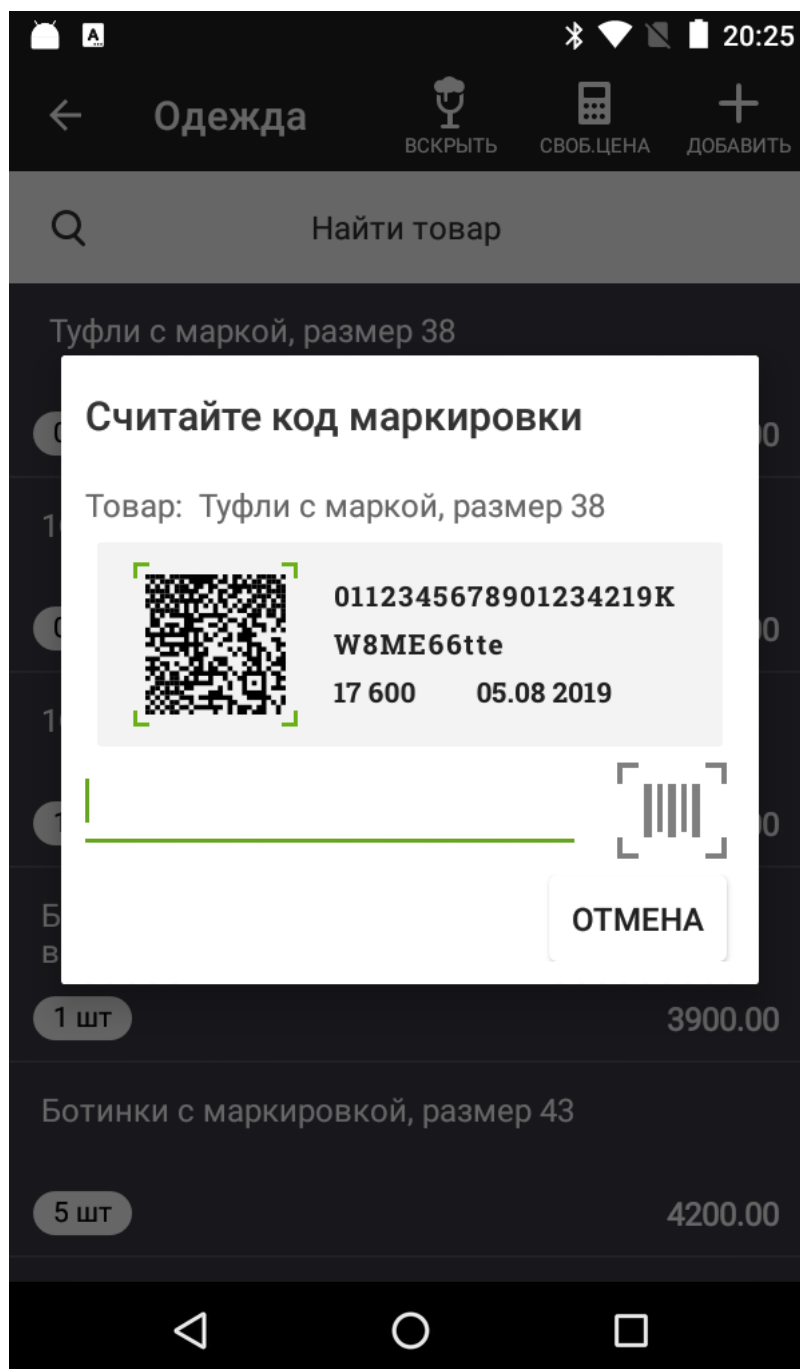 20:25
Одежда
ВСКРЫТЬ
СВОБ.ЦЕНА
ДОБАВИТЬ
Найти товар
Туфли с маркой, размер 38
Считайте код маркировки
Товар: Туфли с маркой, размер 38
0112345678901234219K
W8ME66tte
17 600 05.08 2019
ОТМЕНА
1 шт 3900.00
Ботинки с маркировкой, размер 43
5 шт 4200.00